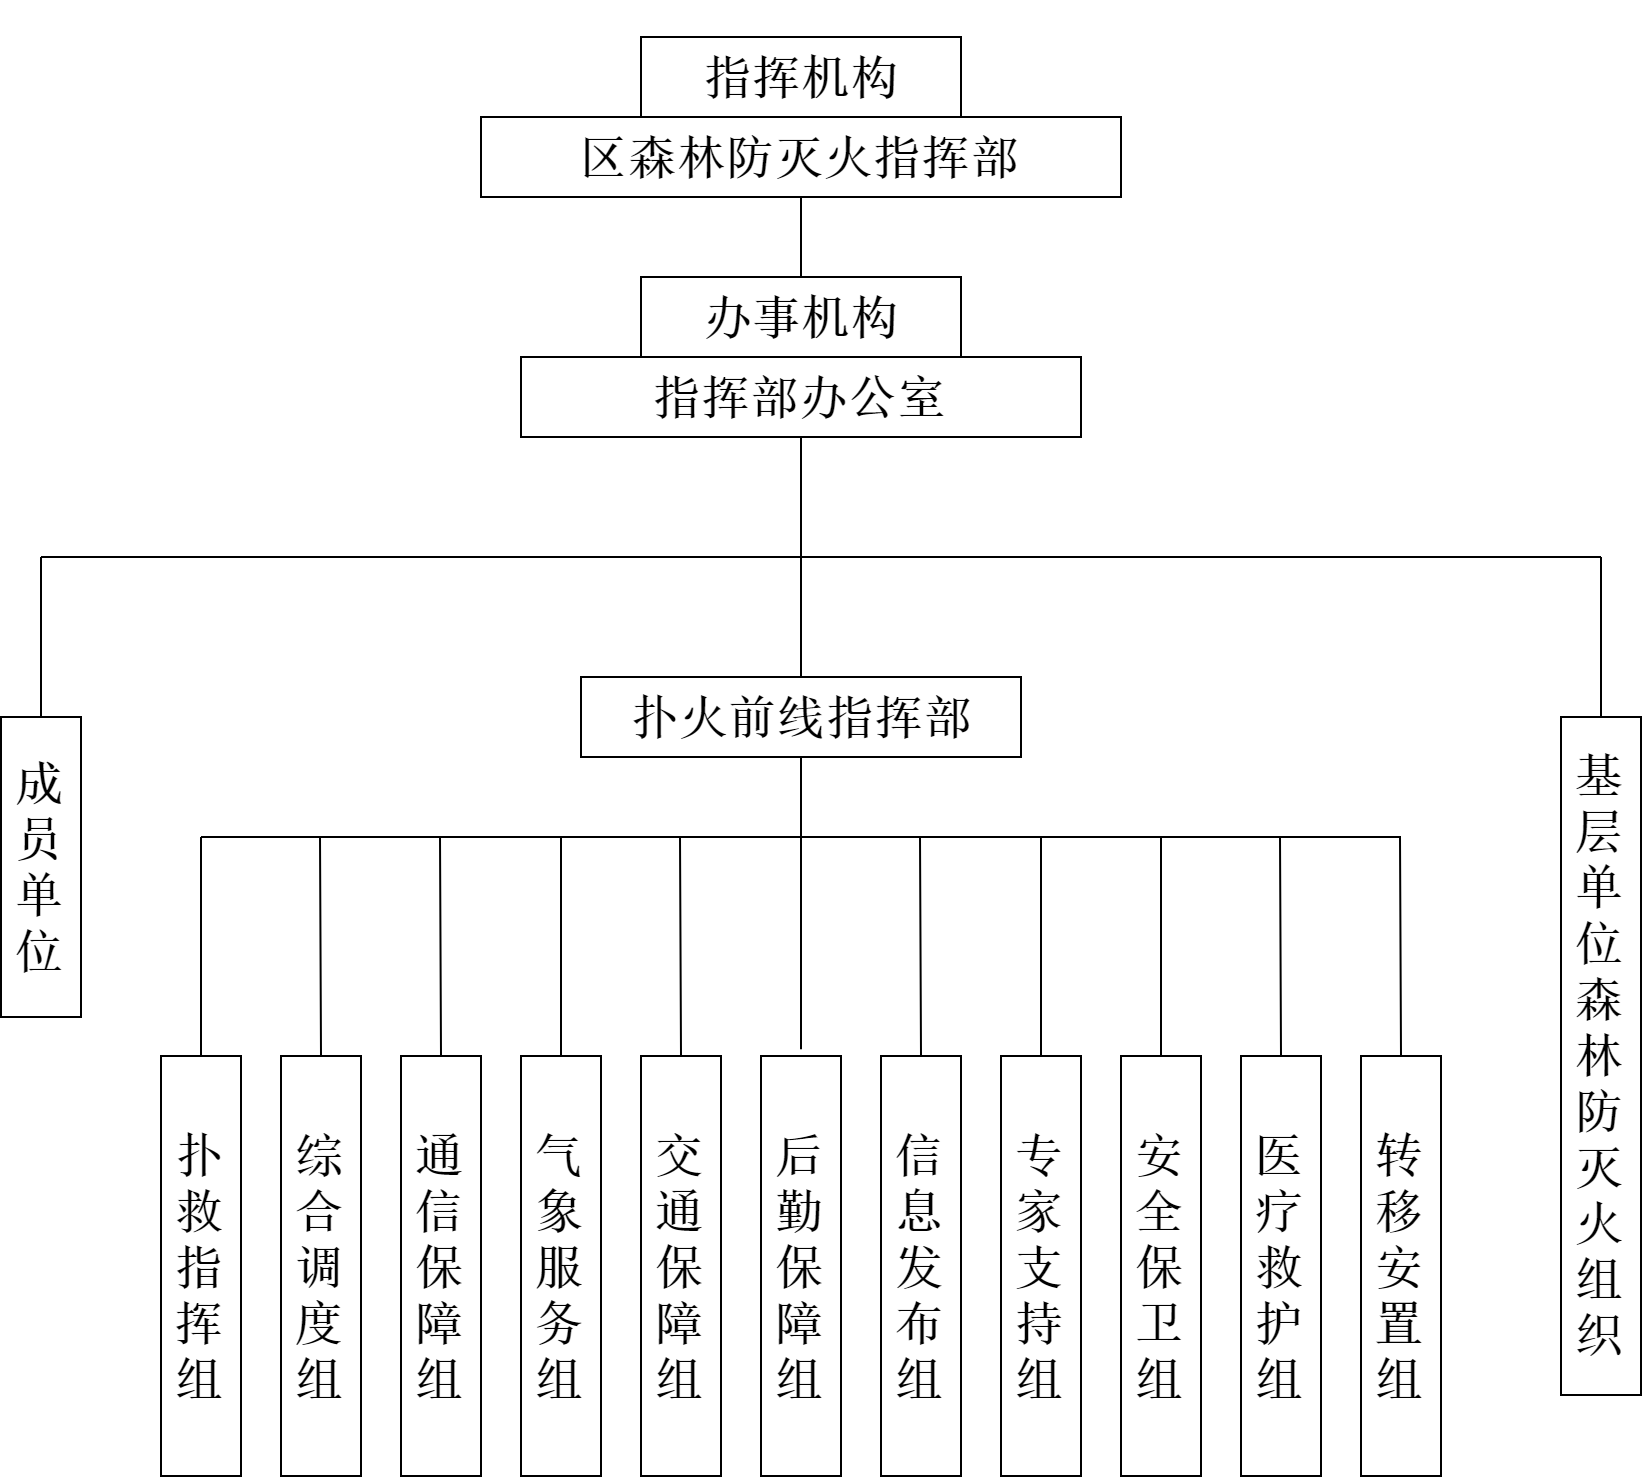 指挥机构
区森林防灭火指挥部
办事机构
指挥部办公室
扑火前线指挥部
成员单位
基层单位森林防灭火组织
扑救指挥组
综合调度组
通信保障组
气象服务组
交通保障组
后勤保障组
信息发布组
专家支持组
安全保卫组
医疗救护组
转移安置组